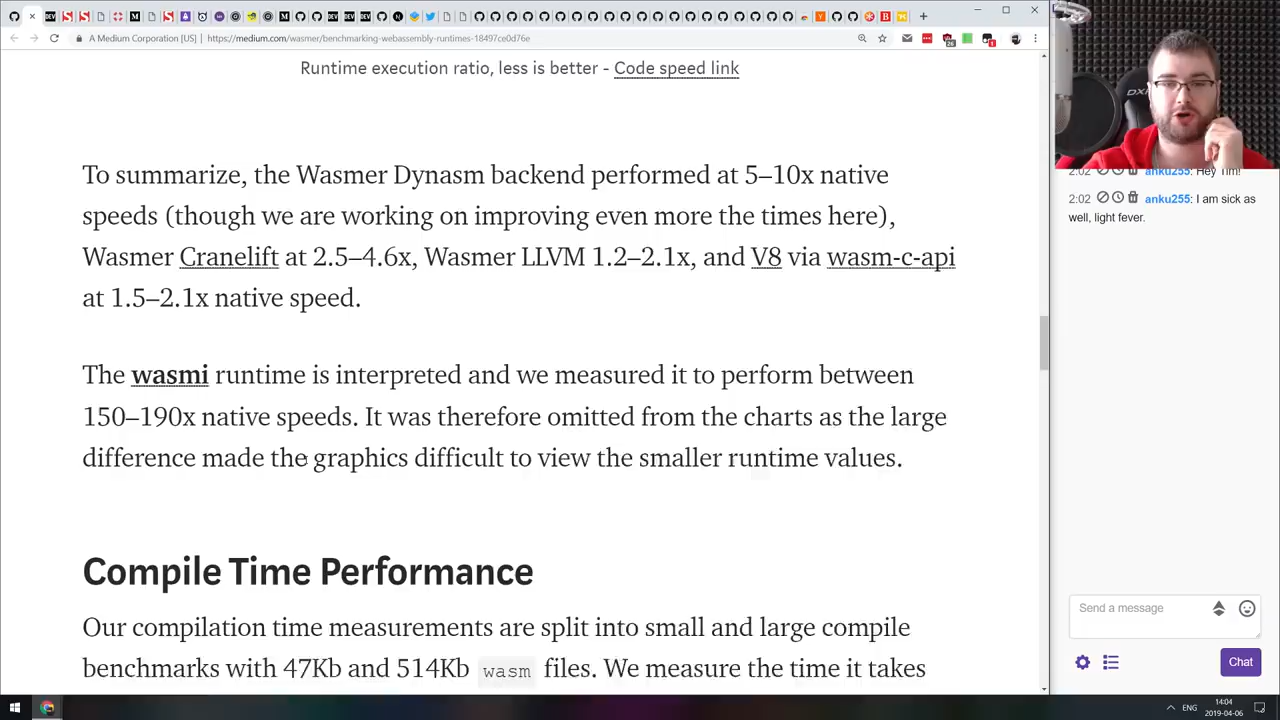 A Medium Corporation [US] | https://medium.com/wasmer/benchmarking-webassembly-runtimes-18497ce0d76e
Runtime execution ratio, less is better - Code speed link
To summarize, the Wasmer Dynasm backend performed at 5–10x native
speeds (though we are working on improving even more the times here),
Wasmer Cranelift at 2.5–4.6x, Wasmer LLVM 1.2–2.1x, and V8 via wasm-c-api
at 1.5–2.1x native speed.
The wasmi runtime is interpreted and we measured it to perform between
150–190x native speeds. It was therefore omitted from the charts as the large
difference made the graphics difficult to view the smaller runtime values.
Compile Time Performance
Our compilation time measurements are split into small and large compile
benchmarks with 47Kb and 514Kb wasm files. We measure the time it takes
2:02 anku255: Hey Tim!
2:02 anku255: I am sick as
well, light fever.
Send a message
Chat
ENG
14:04
2019-04-06